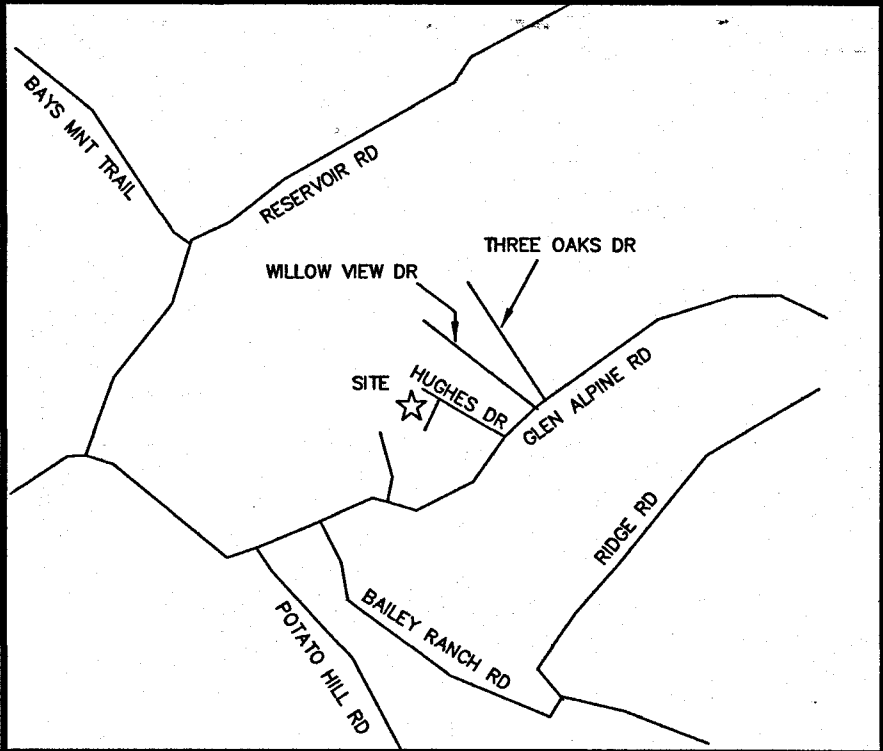 BAYS MNT TRAIL
RESERVOIR RD
THREE OAKS DR
WILLOW VIEW DR
SITE
HUGHES DR
GLEN ALPINE RD
RIDGE RD
BAILEY RANCH RD
POTATO HILL RD